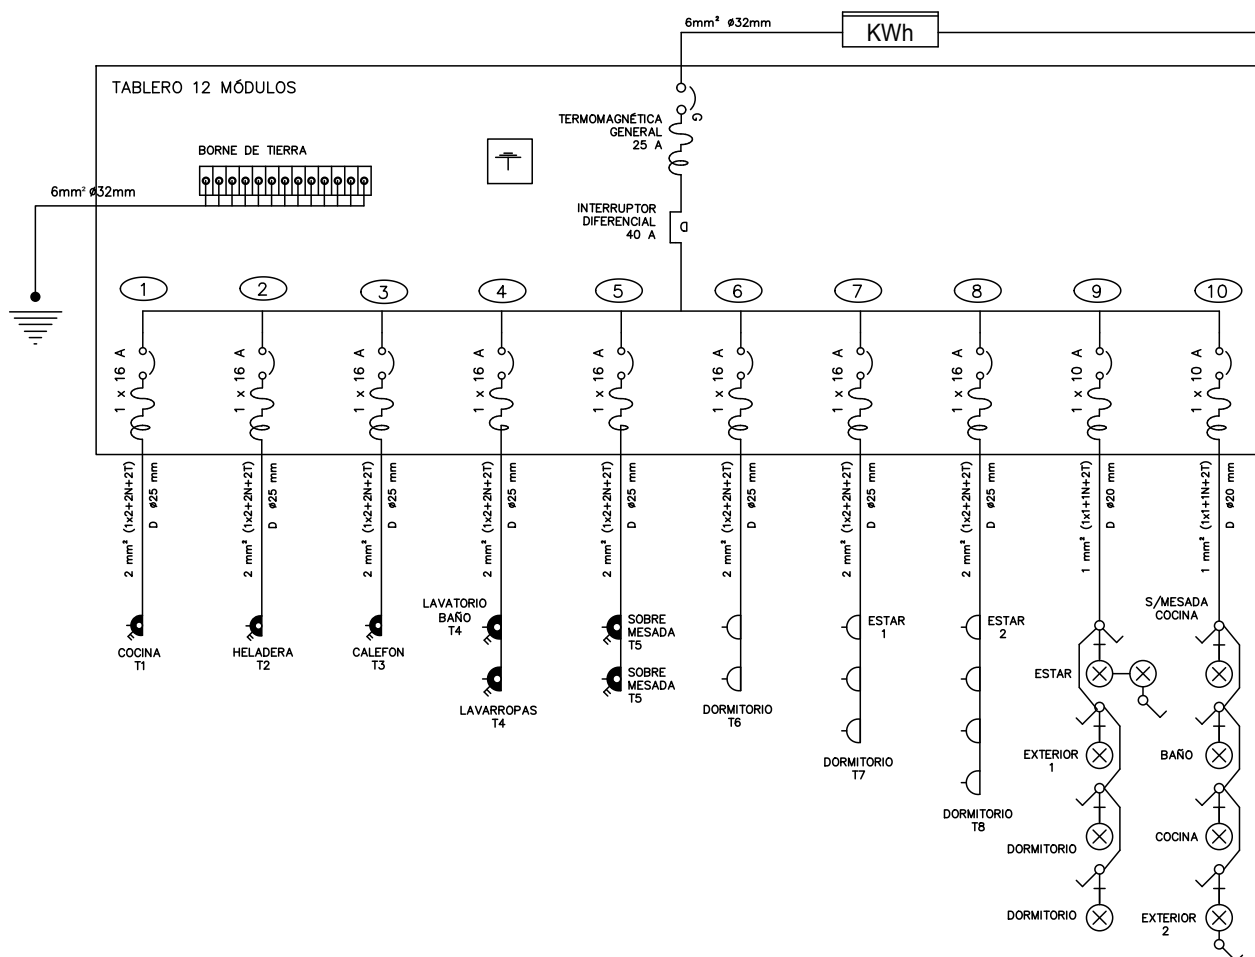 6mm² ø32mm
KWh
TABLERO 12 MÓDULOS
TERMOMAGNÉTICA
GENERAL
25 A
G
BORNE DE TIERRA
6mm² ø32mm
INTERRUPTOR
DIFERENCIAL
40 A
D
1
2
3
4
5
6
7
8
9
10
1 x 16 A
1 x 16 A
1 x 16 A
1 x 16 A
1 x 16 A
1 x 16 A
1 x 16 A
1 x 16 A
1 x 10 A
1 x 10 A
2 mm² (1x2+2N+2T)
D ø25 mm
2 mm² (1x2+2N+2T)
D ø25 mm
2 mm² (1x2+2N+2T)
D ø25 mm
2 mm² (1x2+2N+2T)
D ø25 mm
2 mm² (1x2+2N+2T)
D ø25 mm
2 mm² (1x2+2N+2T)
D ø25 mm
2 mm² (1x2+2N+2T)
D ø25 mm
2 mm² (1x2+2N+2T)
D ø25 mm
1 mm² (1x1+1N+2T)
D ø20 mm
1 mm² (1x1+1N+2T)
D ø20 mm
COCINA
T1
HELADERA
T2
CALEFON
T3
LAVATORIO
BAÑO
T4
LAVARROPAS
T4
SOBRE
MESADA
T5
SOBRE
MESADA
T5
DORMITORIO
T6
ESTAR
1
DORMITORIO
T7
ESTAR
2
DORMITORIO
T8
ESTAR
EXTERIOR
1
DORMITORIO
DORMITORIO
S/MESADA
COCINA
BAÑO
COCINA
EXTERIOR
2